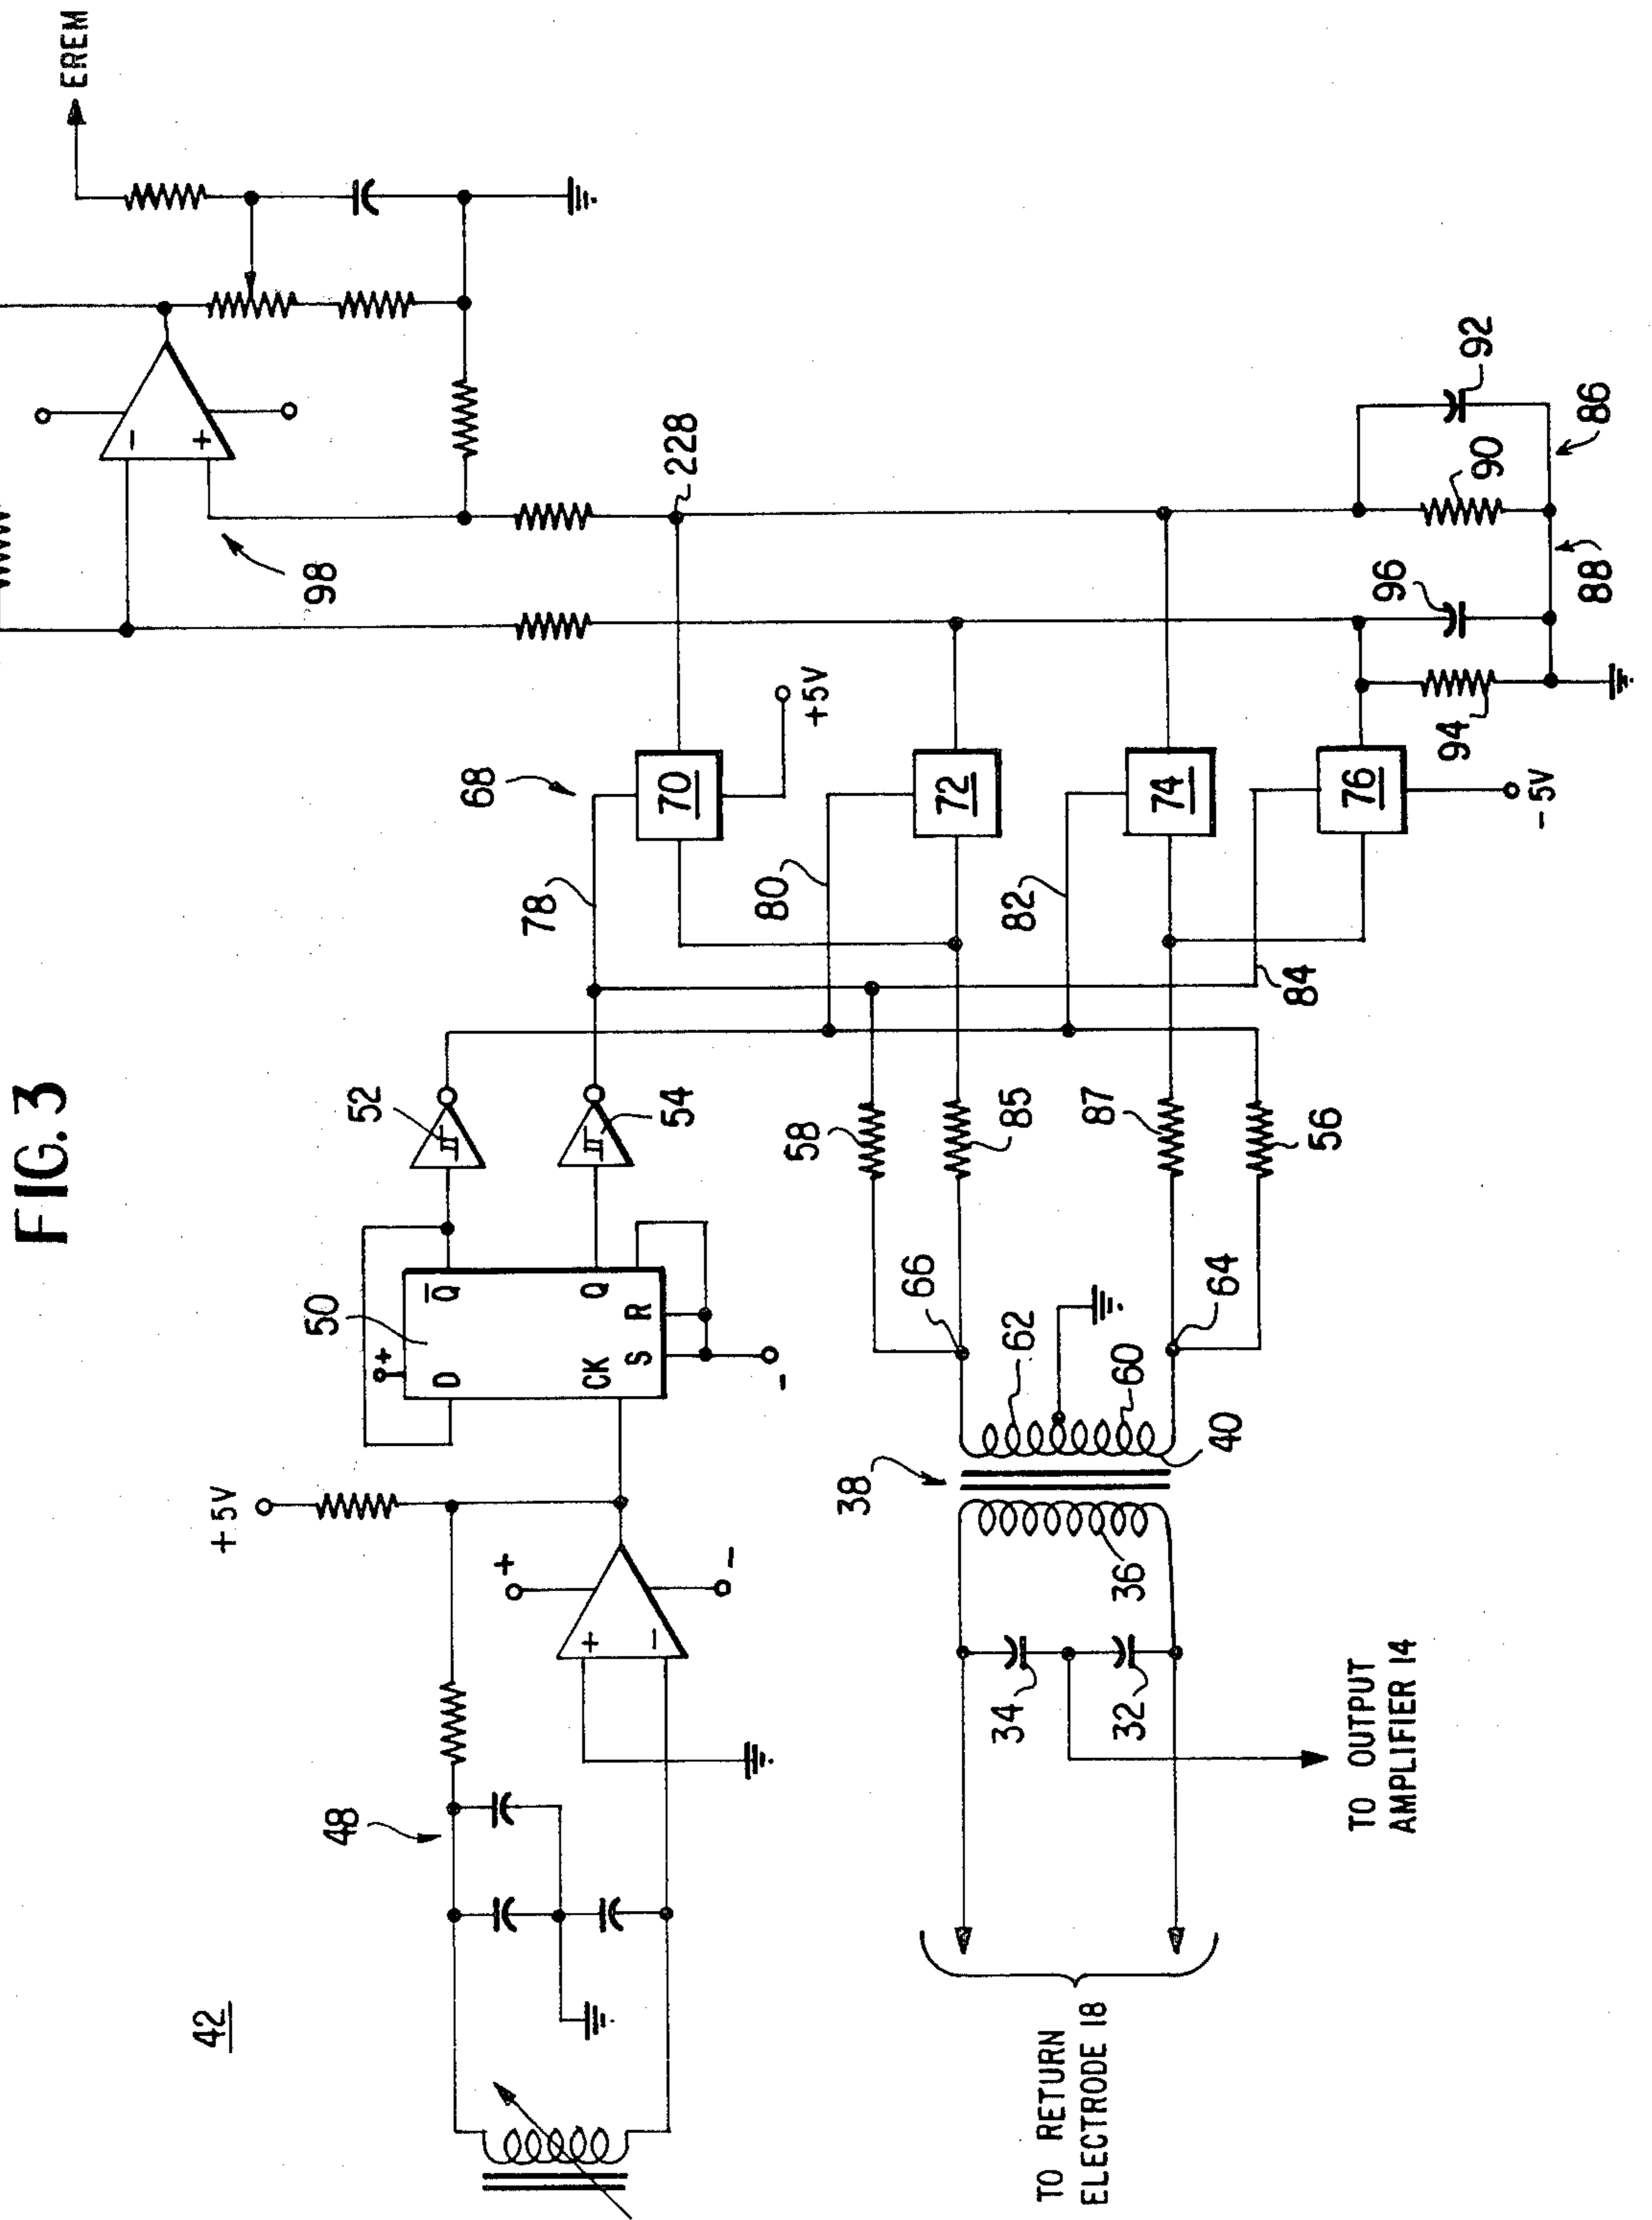 FIG. 3
EREM
−
+
98
228
92
90
86
96
88
94
+5V
68
70
72
74
76
-5V
78
80
82
84
52
54
58
85
87
56
50
+
D
Q̅
CK
Q
S
R
−
66
62
60
64
40
38
36
+5V
+
−
+
−
48
42
34
32
TO OUTPUT
AMPLIFIER 14
TO RETURN
ELECTRODE 18